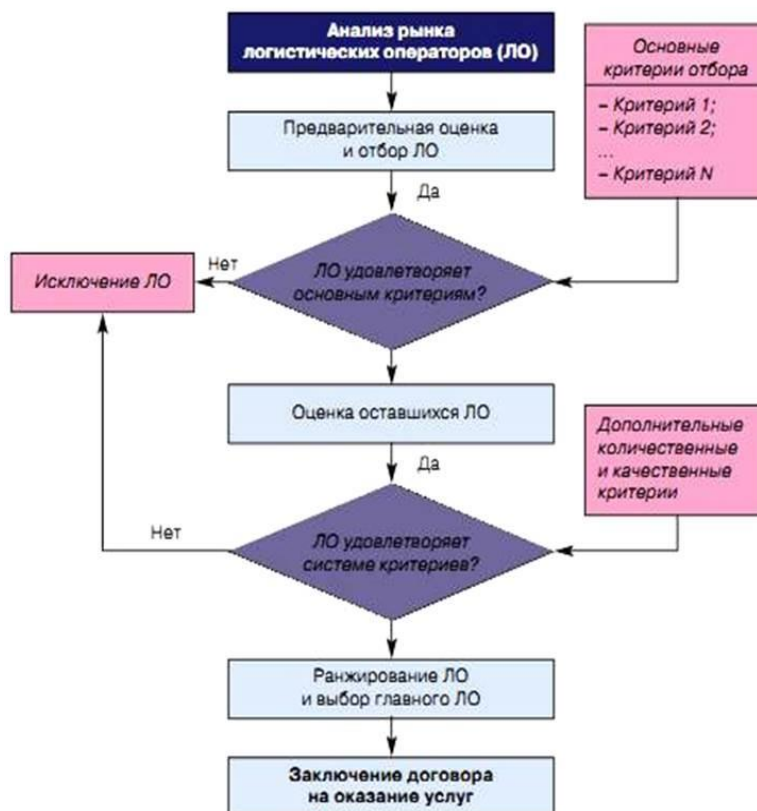 Анализ рынка
логистических операторов (ЛО)
Основные
критерии отбора
– Критерий 1;
– Критерий 2;
...
– Критерий N
Предварительная оценка
и отбор ЛО
Да
ЛО удовлетворяет
основным критериям?
Нет
Исключение ЛО
Оценка оставшихся ЛО
Дополнительные
количественные
и качественные
критерии
Да
ЛО удовлетворяет
системе критериев?
Нет
Ранжирование ЛО
и выбор главного ЛО
Заключение договора
на оказание услуг